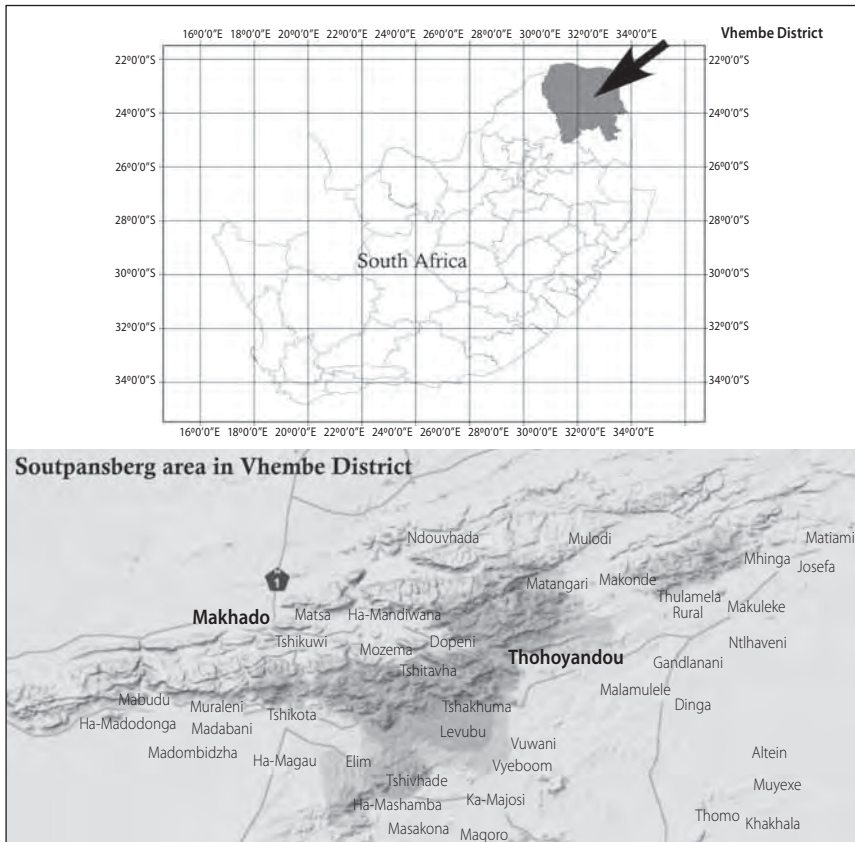 16º0'0"E 18º0'0"E 20º0'0"E 22º0'0"E 24º0'0"E 26º0'0"E 28º0'0"E 30º0'0"E 32º0'0"E 34º0'0"E Vhembe District
22º0'0"S 22º0'0"S
24º0'0"S 24º0'0"S
26º0'0"S 26º0'0"S
28º0'0"S 28º0'0"S
South Africa
30º0'0"S 30º0'0"S
32º0'0"S 32º0'0"S
34º0'0"S 34º0'0"S
16º0'0"E 18º0'0"E 20º0'0"E 22º0'0"E 24º0'0"E 26º0'0"E 28º0'0"E 30º0'0"E 32º0'0"E 34º0'0"E
Soutpansberg area in Vhembe District
Ndouvhada Mulodi Matiami
Mhinga
Josefa
N
1
Matangari Makonde
Thulamela
Rural
Makhado Matsa Ha-Mandiwana Makuleke
Tshikuwi Mozema Dopeni Ntlhaveni
Thohoyandou Gandlanani
Tshitavha
Malamulele
Mabudu Muraleni Tshikota Tshakhuma Dinga
Ha-Madodonga Madabani
Levubu
Vuwani
Madombidzha Ha-Magau Elim Vyeboom Altein
Tshivhade Muyexe
Ha-Mashamba Ka-Majosi
Thomo Khakhala
Masakona Magoro